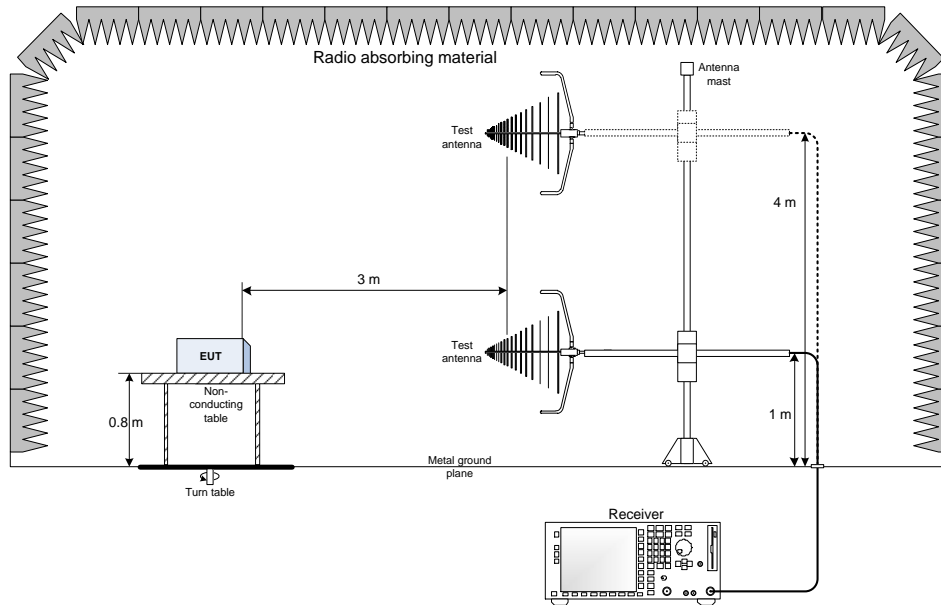 Radio absorbing material
Antenna
mast
Test
antenna
4 m
3 m
Test
antenna
EUT
Non-
conducting
table
0.8 m
1 m
Metal ground
plane
Turn table
Receiver